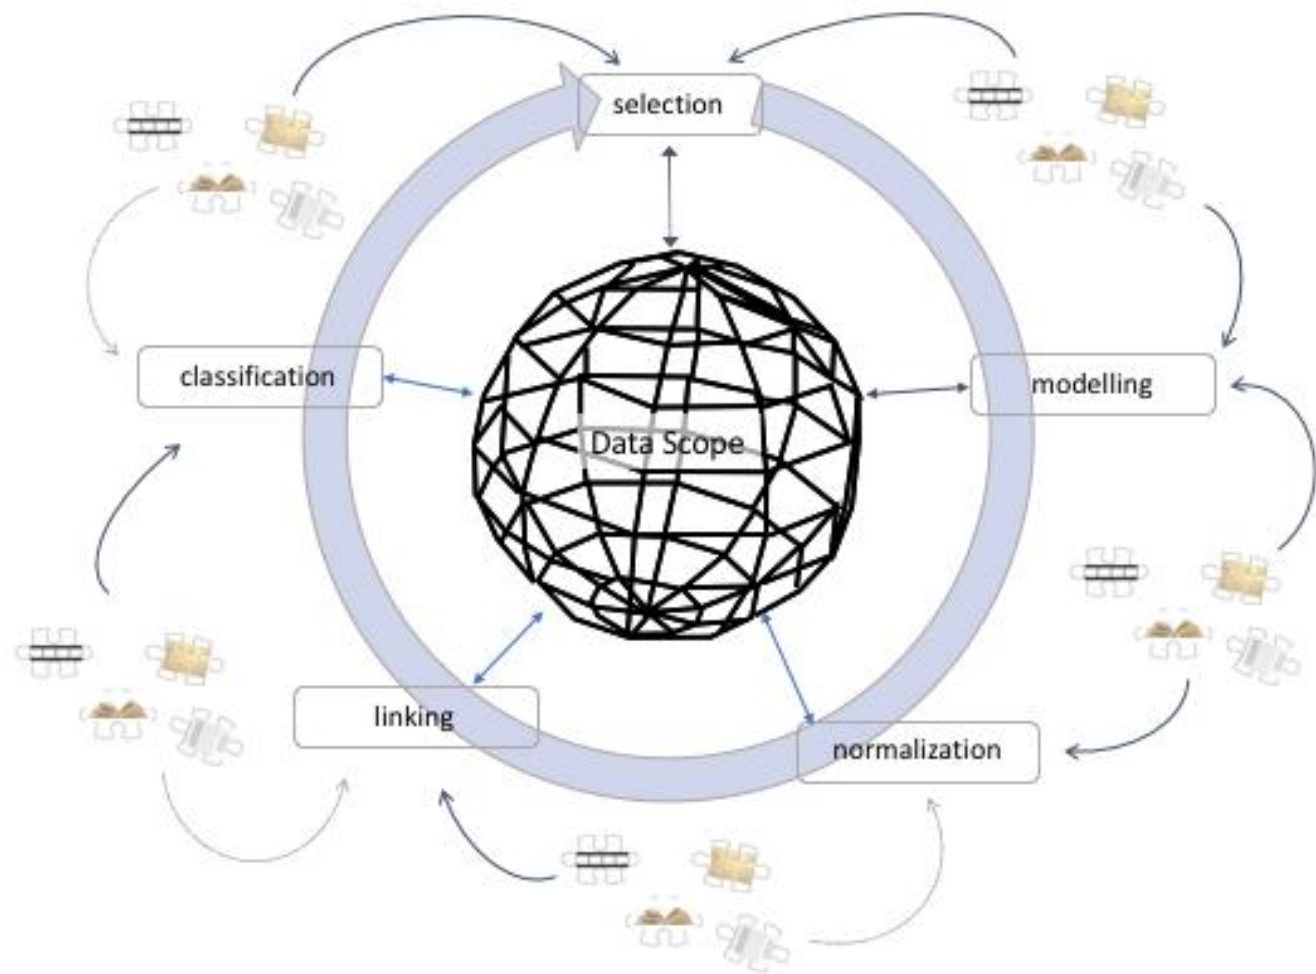 selection
classification
modelling
Data Scope
linking
normalization